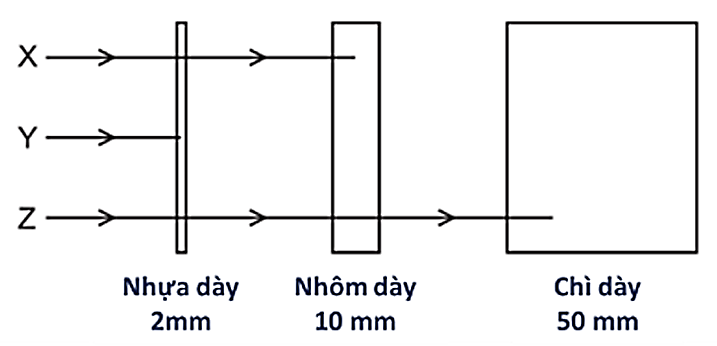 X
Y
Z
Nhựa dày
2mm
Nhôm dày
10 mm
Chì dày
50 mm